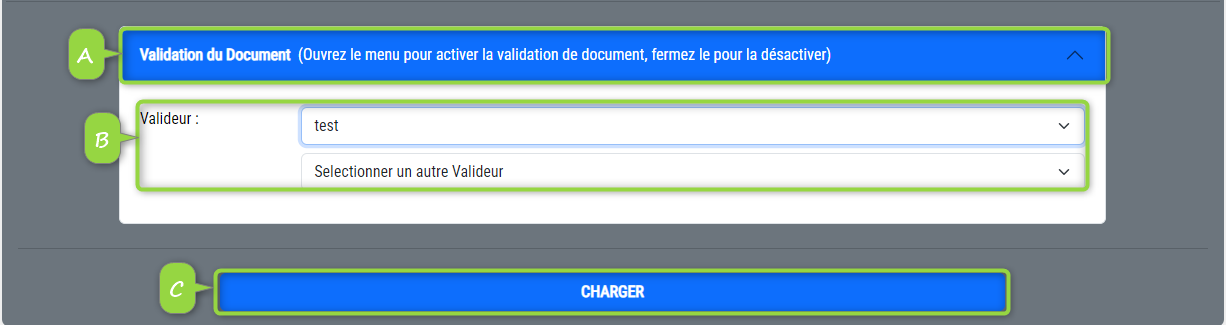 A
Validation du Document (Ouvrez le menu pour activer la validation de document, fermez le pour la désactiver)
B
Valideur :
test
Selectionner un autre Valideur
C
CHARGER